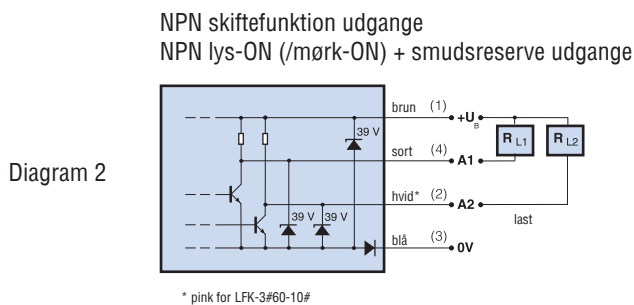 NPN skiftefunktion udgange
NPN lys-ON (/mørk-ON) + smudsreserve udgange
Diagram 2
brun (1) +UB
39 V
RL1 RL2
sort (4) A1
hvid* (2) A2
39 V 39 V
last
blå (3) 0V
* pink for LFK-3#60-10#